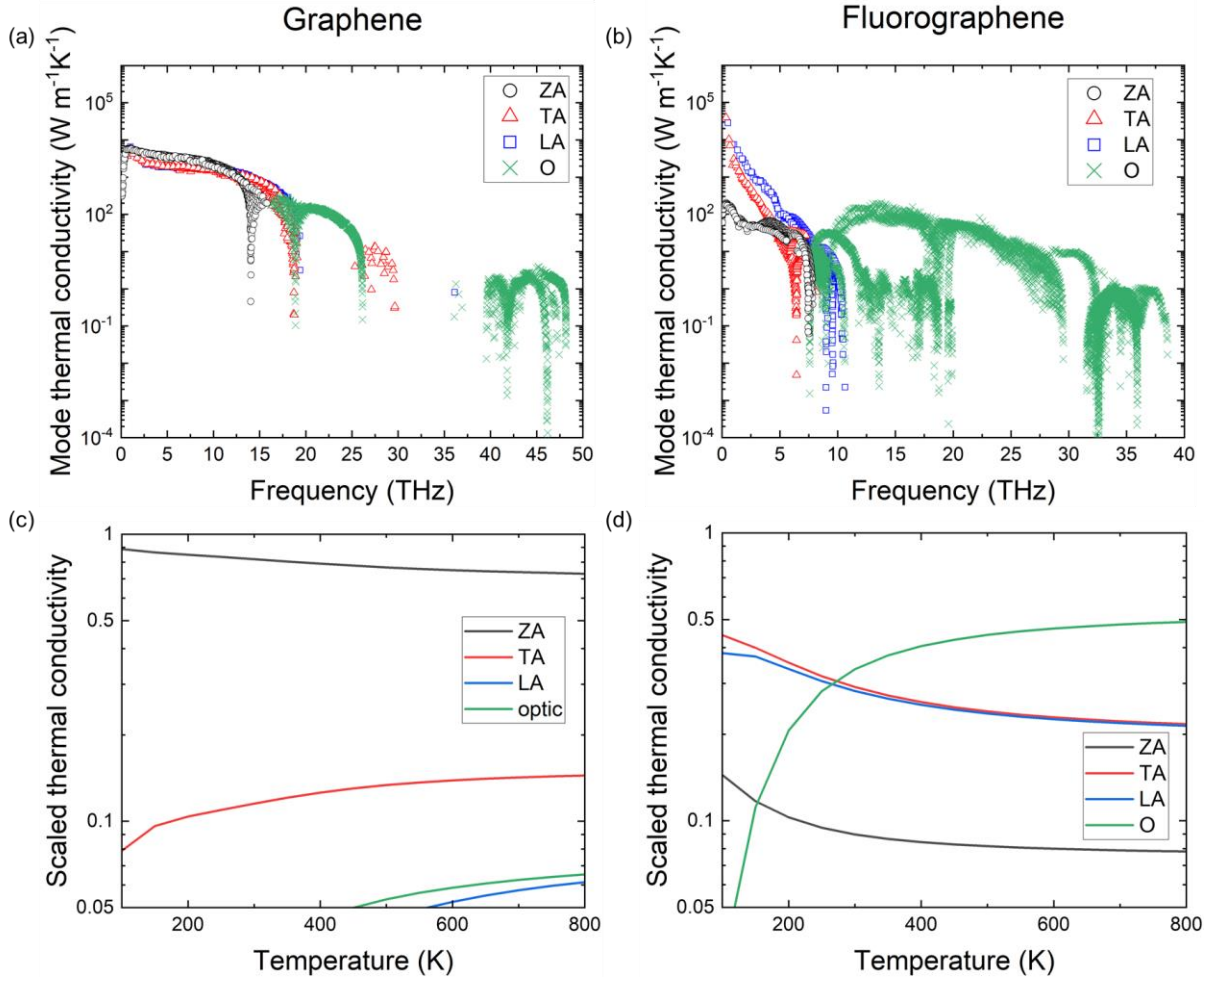 Graphene
Fluorographene
(a)
Mode thermal conductivity (W m⁻¹K⁻¹)
10⁵
10²
10⁻¹
10⁻⁴
ZA
TA
LA
O
0 5 10 15 20 25 30 35 40 45 50
Frequency (THz)
(b)
Mode thermal conductivity (W m⁻¹K⁻¹)
10⁵
10²
10⁻¹
10⁻⁴
ZA
TA
LA
O
0 5 10 15 20 25 30 35 40
Frequency (THz)
(c)
Scaled thermal conductivity
1
0.5
0.1
0.05
ZA
TA
LA
optic
200 400 600 800
Temperature (K)
(d)
Scaled thermal conductivity
1
0.5
0.1
0.05
ZA
TA
LA
O
200 400 600 800
Temperature (K)